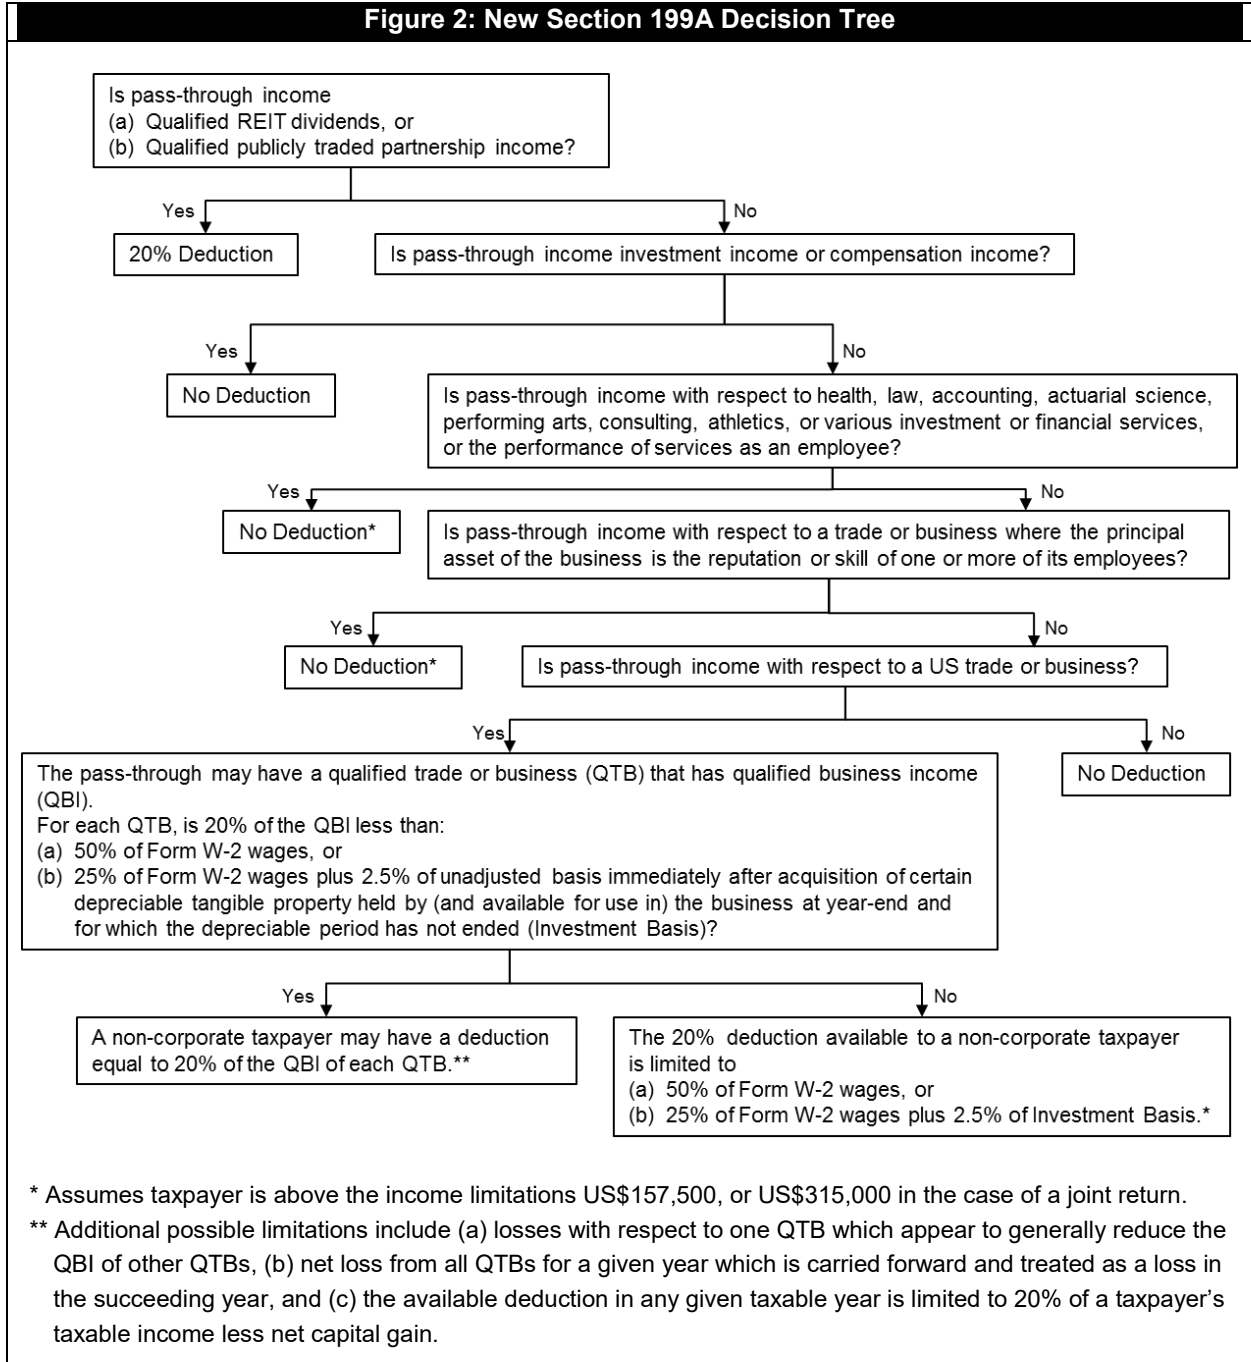 Figure 2: New Section 199A Decision Tree
Is pass-through income
(a) Qualified REIT dividends, or
(b) Qualified publicly traded partnership income?
Yes
No
20% Deduction
Is pass-through income investment income or compensation income?
Yes
No
No Deduction
Is pass-through income with respect to health, law, accounting, actuarial science,
performing arts, consulting, athletics, or various investment or financial services,
or the performance of services as an employee?
Yes
No
No Deduction*
Is pass-through income with respect to a trade or business where the principal
asset of the business is the reputation or skill of one or more of its employees?
Yes
No
No Deduction*
Is pass-through income with respect to a US trade or business?
Yes
No
The pass-through may have a qualified trade or business (QTB) that has qualified business income
(QBI).
For each QTB, is 20% of the QBI less than:
(a) 50% of Form W-2 wages, or
(b) 25% of Form W-2 wages plus 2.5% of unadjusted basis immediately after acquisition of certain
depreciable tangible property held by (and available for use in) the business at year-end and
for which the depreciable period has not ended (Investment Basis)?
No Deduction
Yes
No
A non-corporate taxpayer may have a deduction
equal to 20% of the QBI of each QTB.**
The 20% deduction available to a non-corporate taxpayer
is limited to
(a) 50% of Form W-2 wages, or
(b) 25% of Form W-2 wages plus 2.5% of Investment Basis.*
* Assumes taxpayer is above the income limitations US$157,500, or US$315,000 in the case of a joint return.
** Additional possible limitations include (a) losses with respect to one QTB which appear to generally reduce the
QBI of other QTBs, (b) net loss from all QTBs for a given year which is carried forward and treated as a loss in
the succeeding year, and (c) the available deduction in any given taxable year is limited to 20% of a taxpayer's
taxable income less net capital gain.